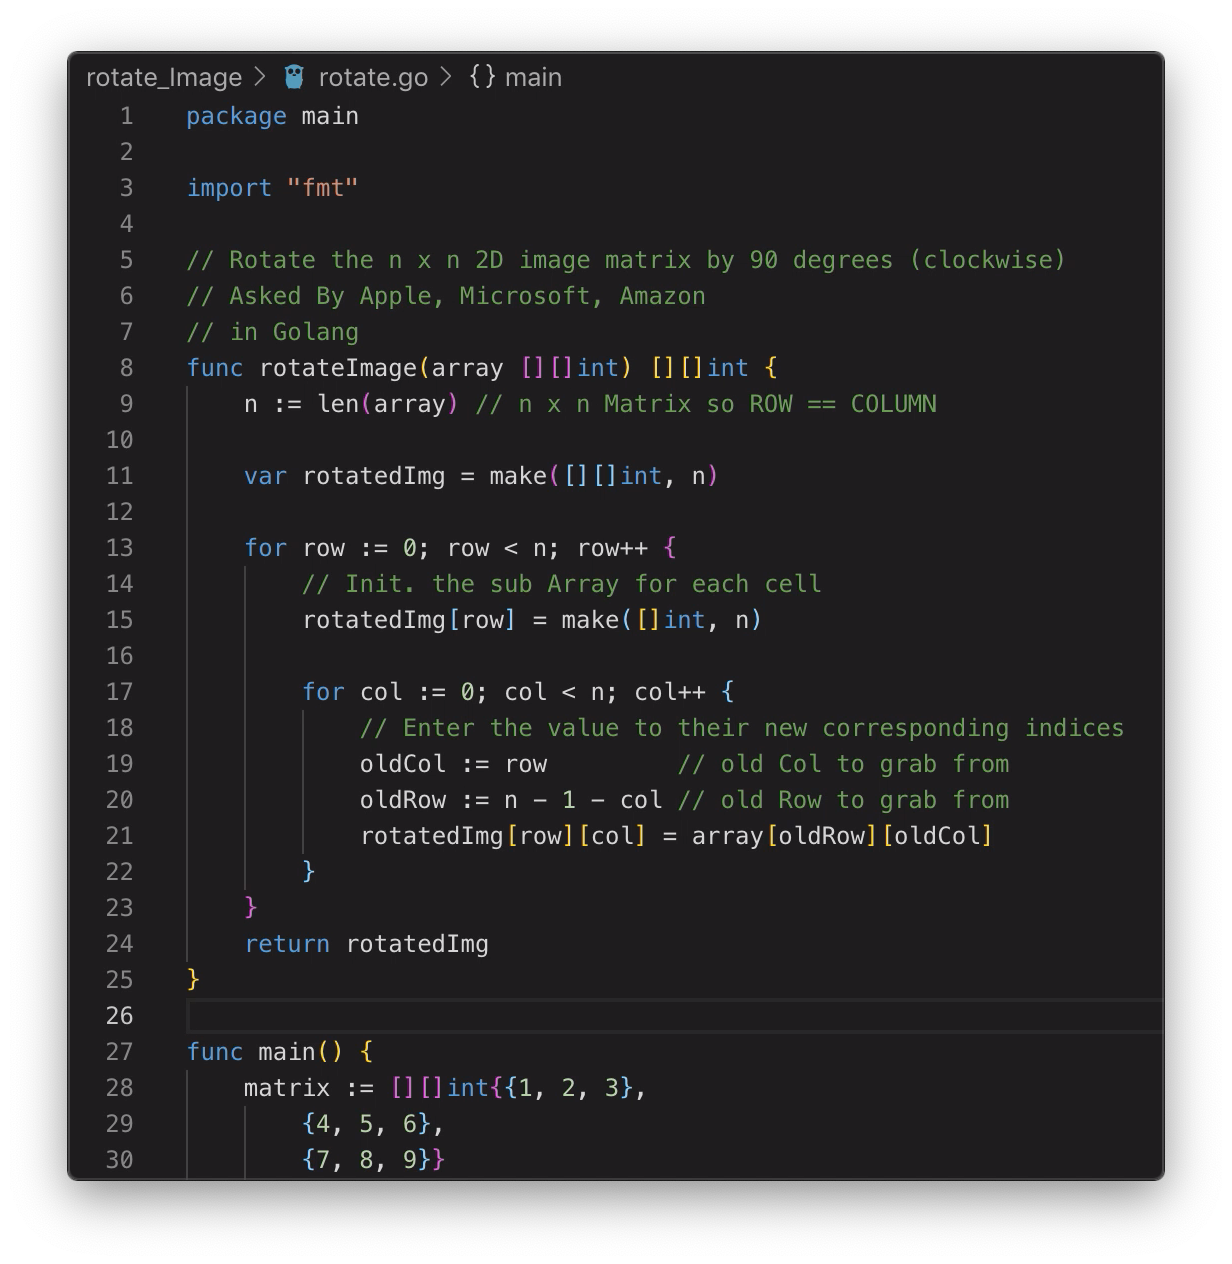 rotate_Image > rotate.go > {} main
1 package main
2
3 import "fmt"
4
5 // Rotate the n x n 2D image matrix by 90 degrees (clockwise)
6 // Asked By Apple, Microsoft, Amazon
7 // in Golang
8 func rotateImage(array [][]int) [][]int {
9     n := len(array) // n x n Matrix so ROW == COLUMN
10
11     var rotatedImg = make([][]int, n)
12
13     for row := 0; row < n; row++ {
14         // Init. the sub Array for each cell
15         rotatedImg[row] = make([]int, n)
16
17         for col := 0; col < n; col++ {
18             // Enter the value to their new corresponding indices
19             oldCol := row         // old Col to grab from
20             oldRow := n - 1 - col // old Row to grab from
21             rotatedImg[row][col] = array[oldRow][oldCol]
22         }
23     }
24     return rotatedImg
25 }
26
27 func main() {
28     matrix := [][]int{{1, 2, 3},
29         {4, 5, 6},
30         {7, 8, 9}}